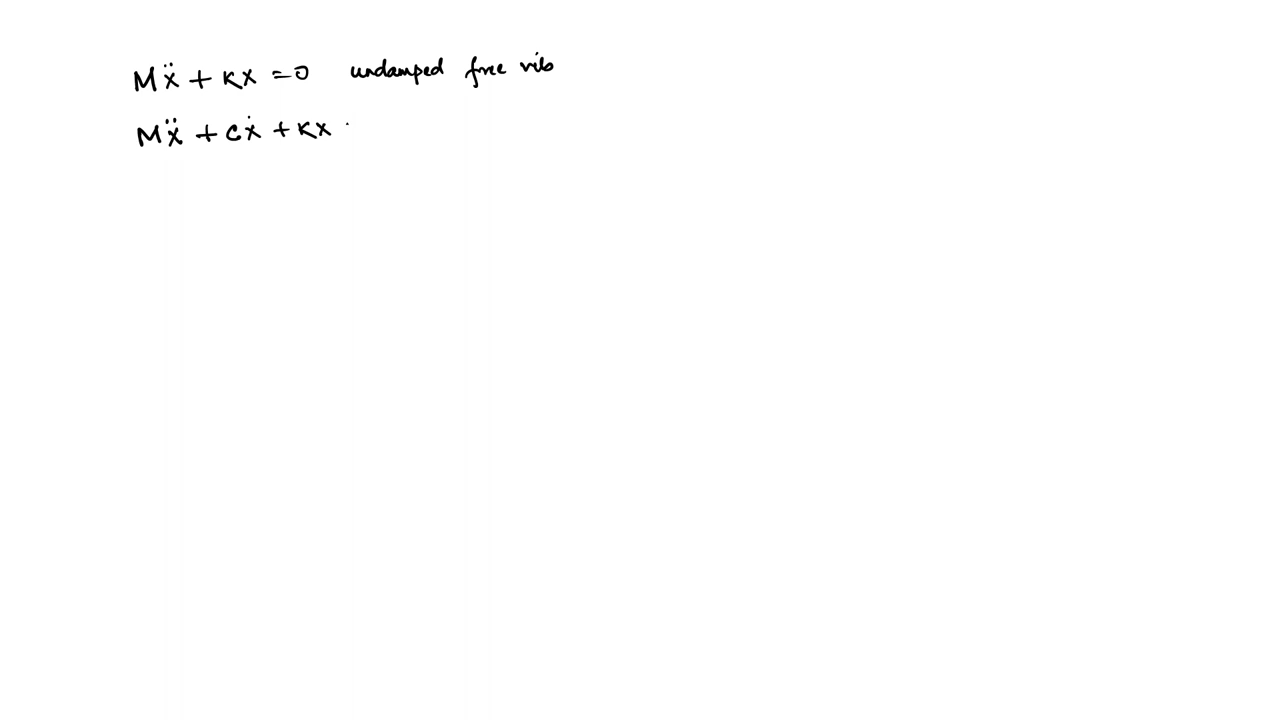 Mẍ + Kx = 0 undamped free vib
Mẍ + Cẋ + Kx